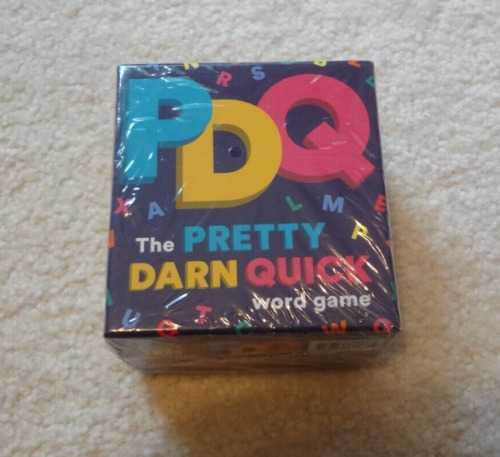 PDQ
The PRETTY
DARN QUICK
word game